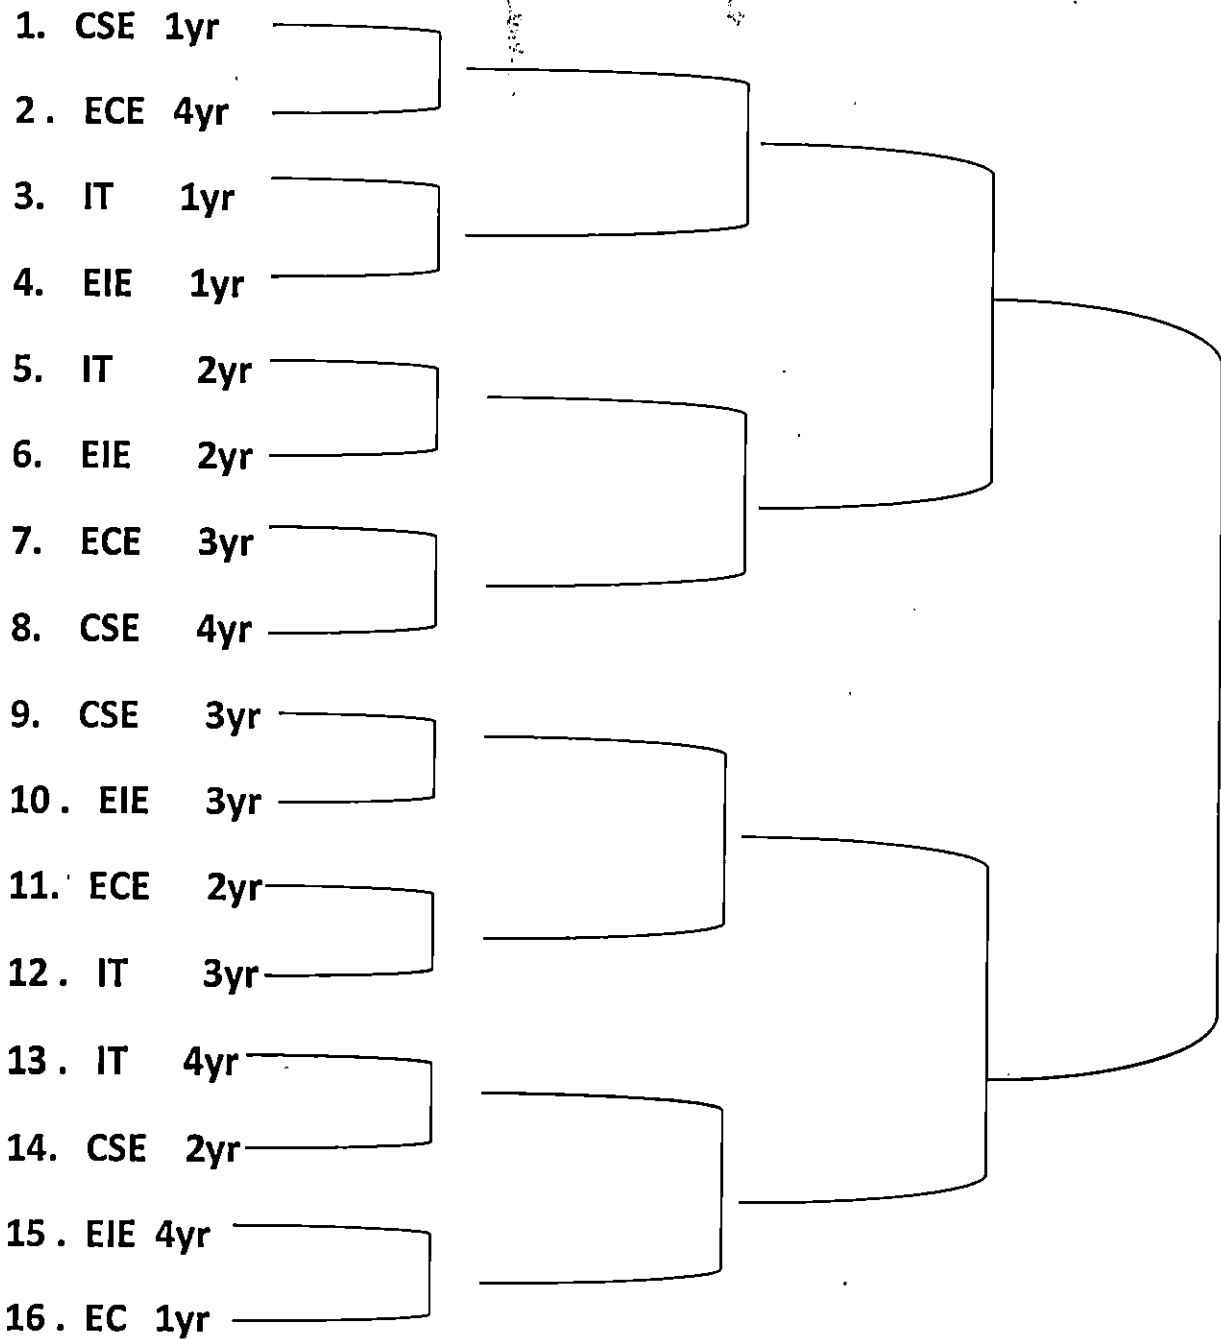 1. CSE 1yr
2. ECE 4yr
3. IT 1yr
4. EIE 1yr
5. IT 2yr
6. EIE 2yr
7. ECE 3yr
8. CSE 4yr
9. CSE 3yr
10. EIE 3yr
11. ECE 2yr
12. IT 3yr
13. IT 4yr
14. CSE 2yr
15. EIE 4yr
16. EC 1yr